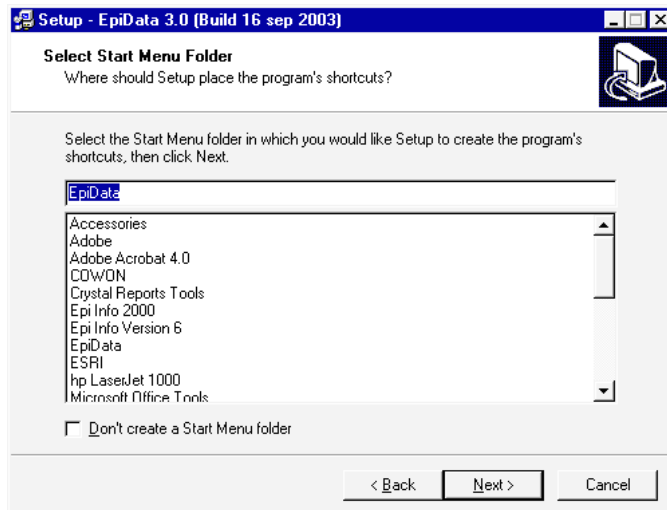 Setup - EpiData 3.0 (Build 16 sep 2003)
Select Start Menu Folder
Where should Setup place the program's shortcuts?
Select the Start Menu folder in which you would like Setup to create the program's
shortcuts, then click Next.
EpiData
Accessories
Adobe
Adobe Acrobat 4.0
COWON
Crystal Reports Tools
Epi Info 2000
Epi Info Version 6
EpiData
ESRI
hp LaserJet 1000
Microsoft Office Tools
Don't create a Start Menu folder
< Back
Next >
Cancel